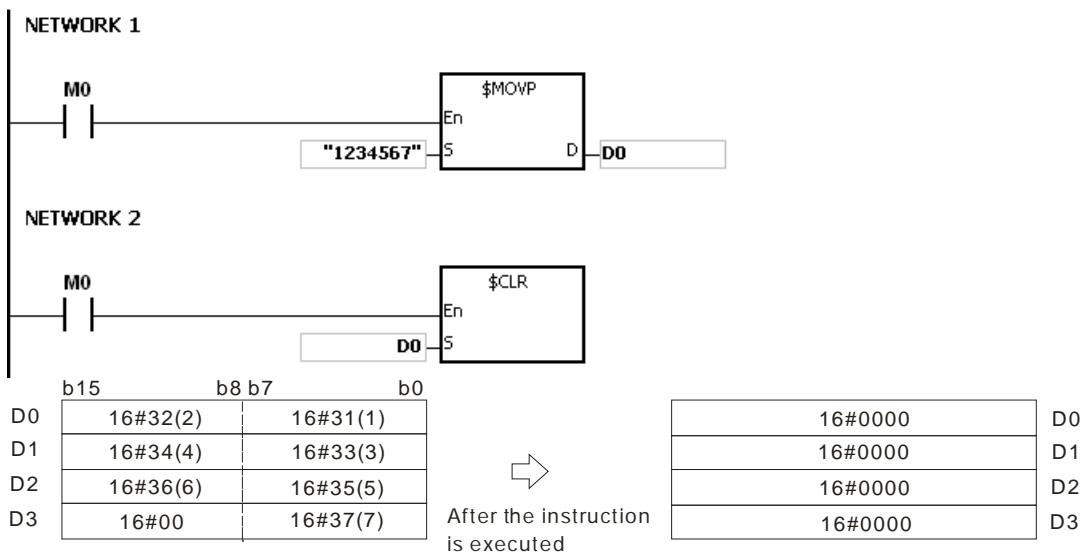 NETWORK 1
M0
$MOVP
En
"1234567" S D D0
NETWORK 2
M0
$CLR
En
D0 S
b15 b8 b7 b0
D0 16#32(2) 16#31(1) 16#0000 D0
D1 16#34(4) 16#33(3) 16#0000 D1
D2 16#36(6) 16#35(5) 16#0000 D2
D3 16#00 16#37(7) 16#0000 D3
After the instruction
is executed